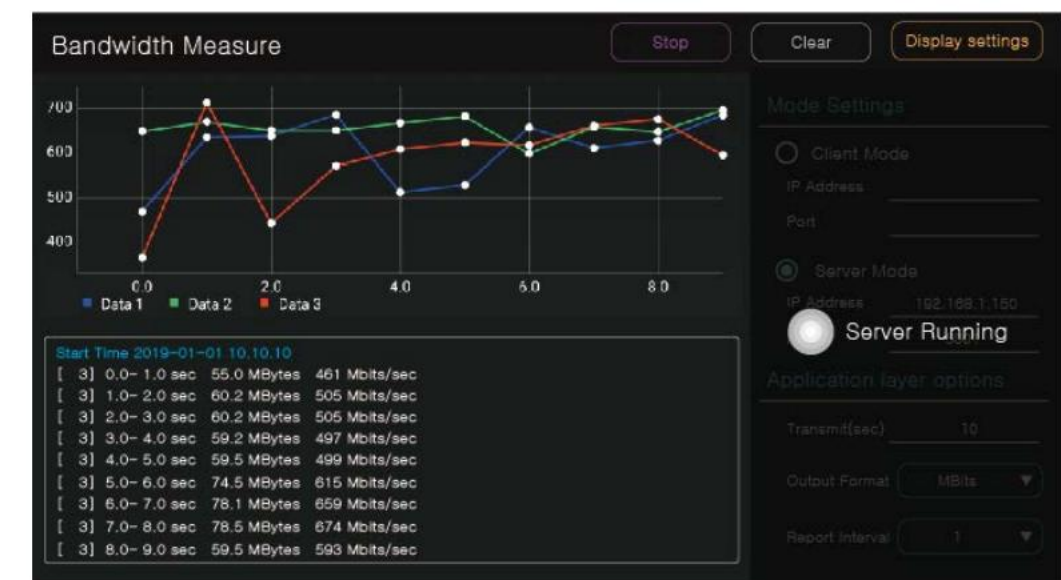 Bandwidth Measure
Stop
Clear
Display settings
700
600
500
400
0.0 2.0 4.0 6.0 8.0
Data 1 Data 2 Data 3
Start Time 2019-01-01 10.10.10
[ 3] 0.0- 1.0 sec 55.0 MBytes 461 Mbits/sec
[ 3] 1.0- 2.0 sec 60.2 MBytes 505 Mbits/sec
[ 3] 2.0- 3.0 sec 60.2 MBytes 505 Mbits/sec
[ 3] 3.0- 4.0 sec 59.2 MBytes 497 Mbits/sec
[ 3] 4.0- 5.0 sec 59.5 MBytes 499 Mbits/sec
[ 3] 5.0- 6.0 sec 74.5 MBytes 615 Mbits/sec
[ 3] 6.0- 7.0 sec 78.1 MBytes 659 Mbits/sec
[ 3] 7.0- 8.0 sec 78.5 MBytes 674 Mbits/sec
[ 3] 8.0- 9.0 sec 59.5 MBytes 593 Mbits/sec
Mode Settings
Client Mode
IP Address
Port
Server Mode
IP Address 192.168.1.150
Server Running
Application layer options
Transmit(sec) 10
Output Format MBits
Report Interval 1